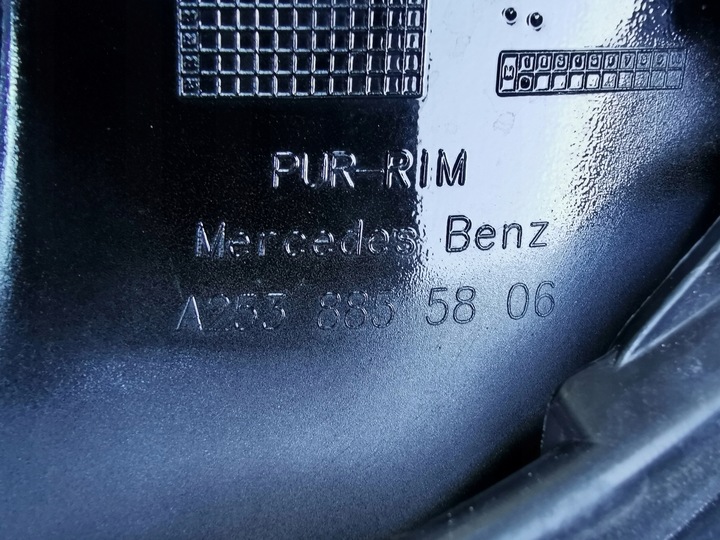 PUR-RIM
Mercedes Benz
A253 885 58 06